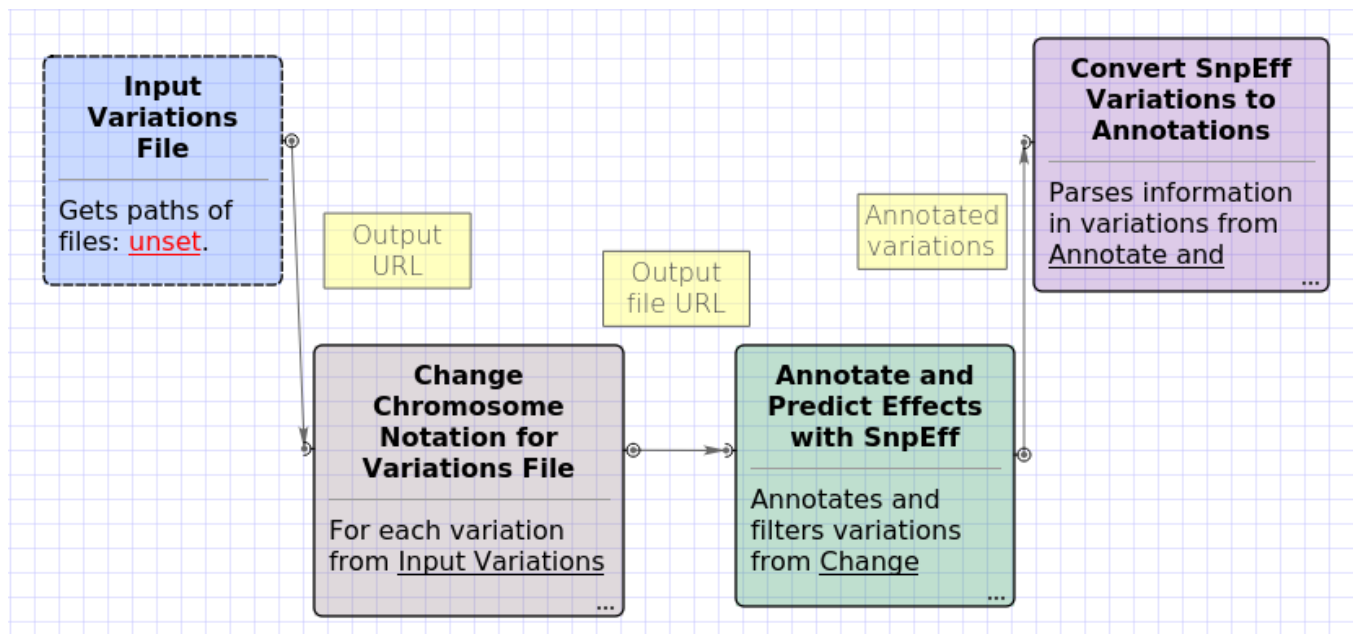 Input
Variations
File
Gets paths of
files: unset.
Output
URL
Change
Chromosome
Notation for
Variations File
For each variation
from Input Variations
...
Output
file URL
Annotate and
Predict Effects
with SnpEff
Annotates and
filters variations
from Change
...
Annotated
variations
Convert SnpEff
Variations to
Annotations
Parses information
in variations from
Annotate and
...